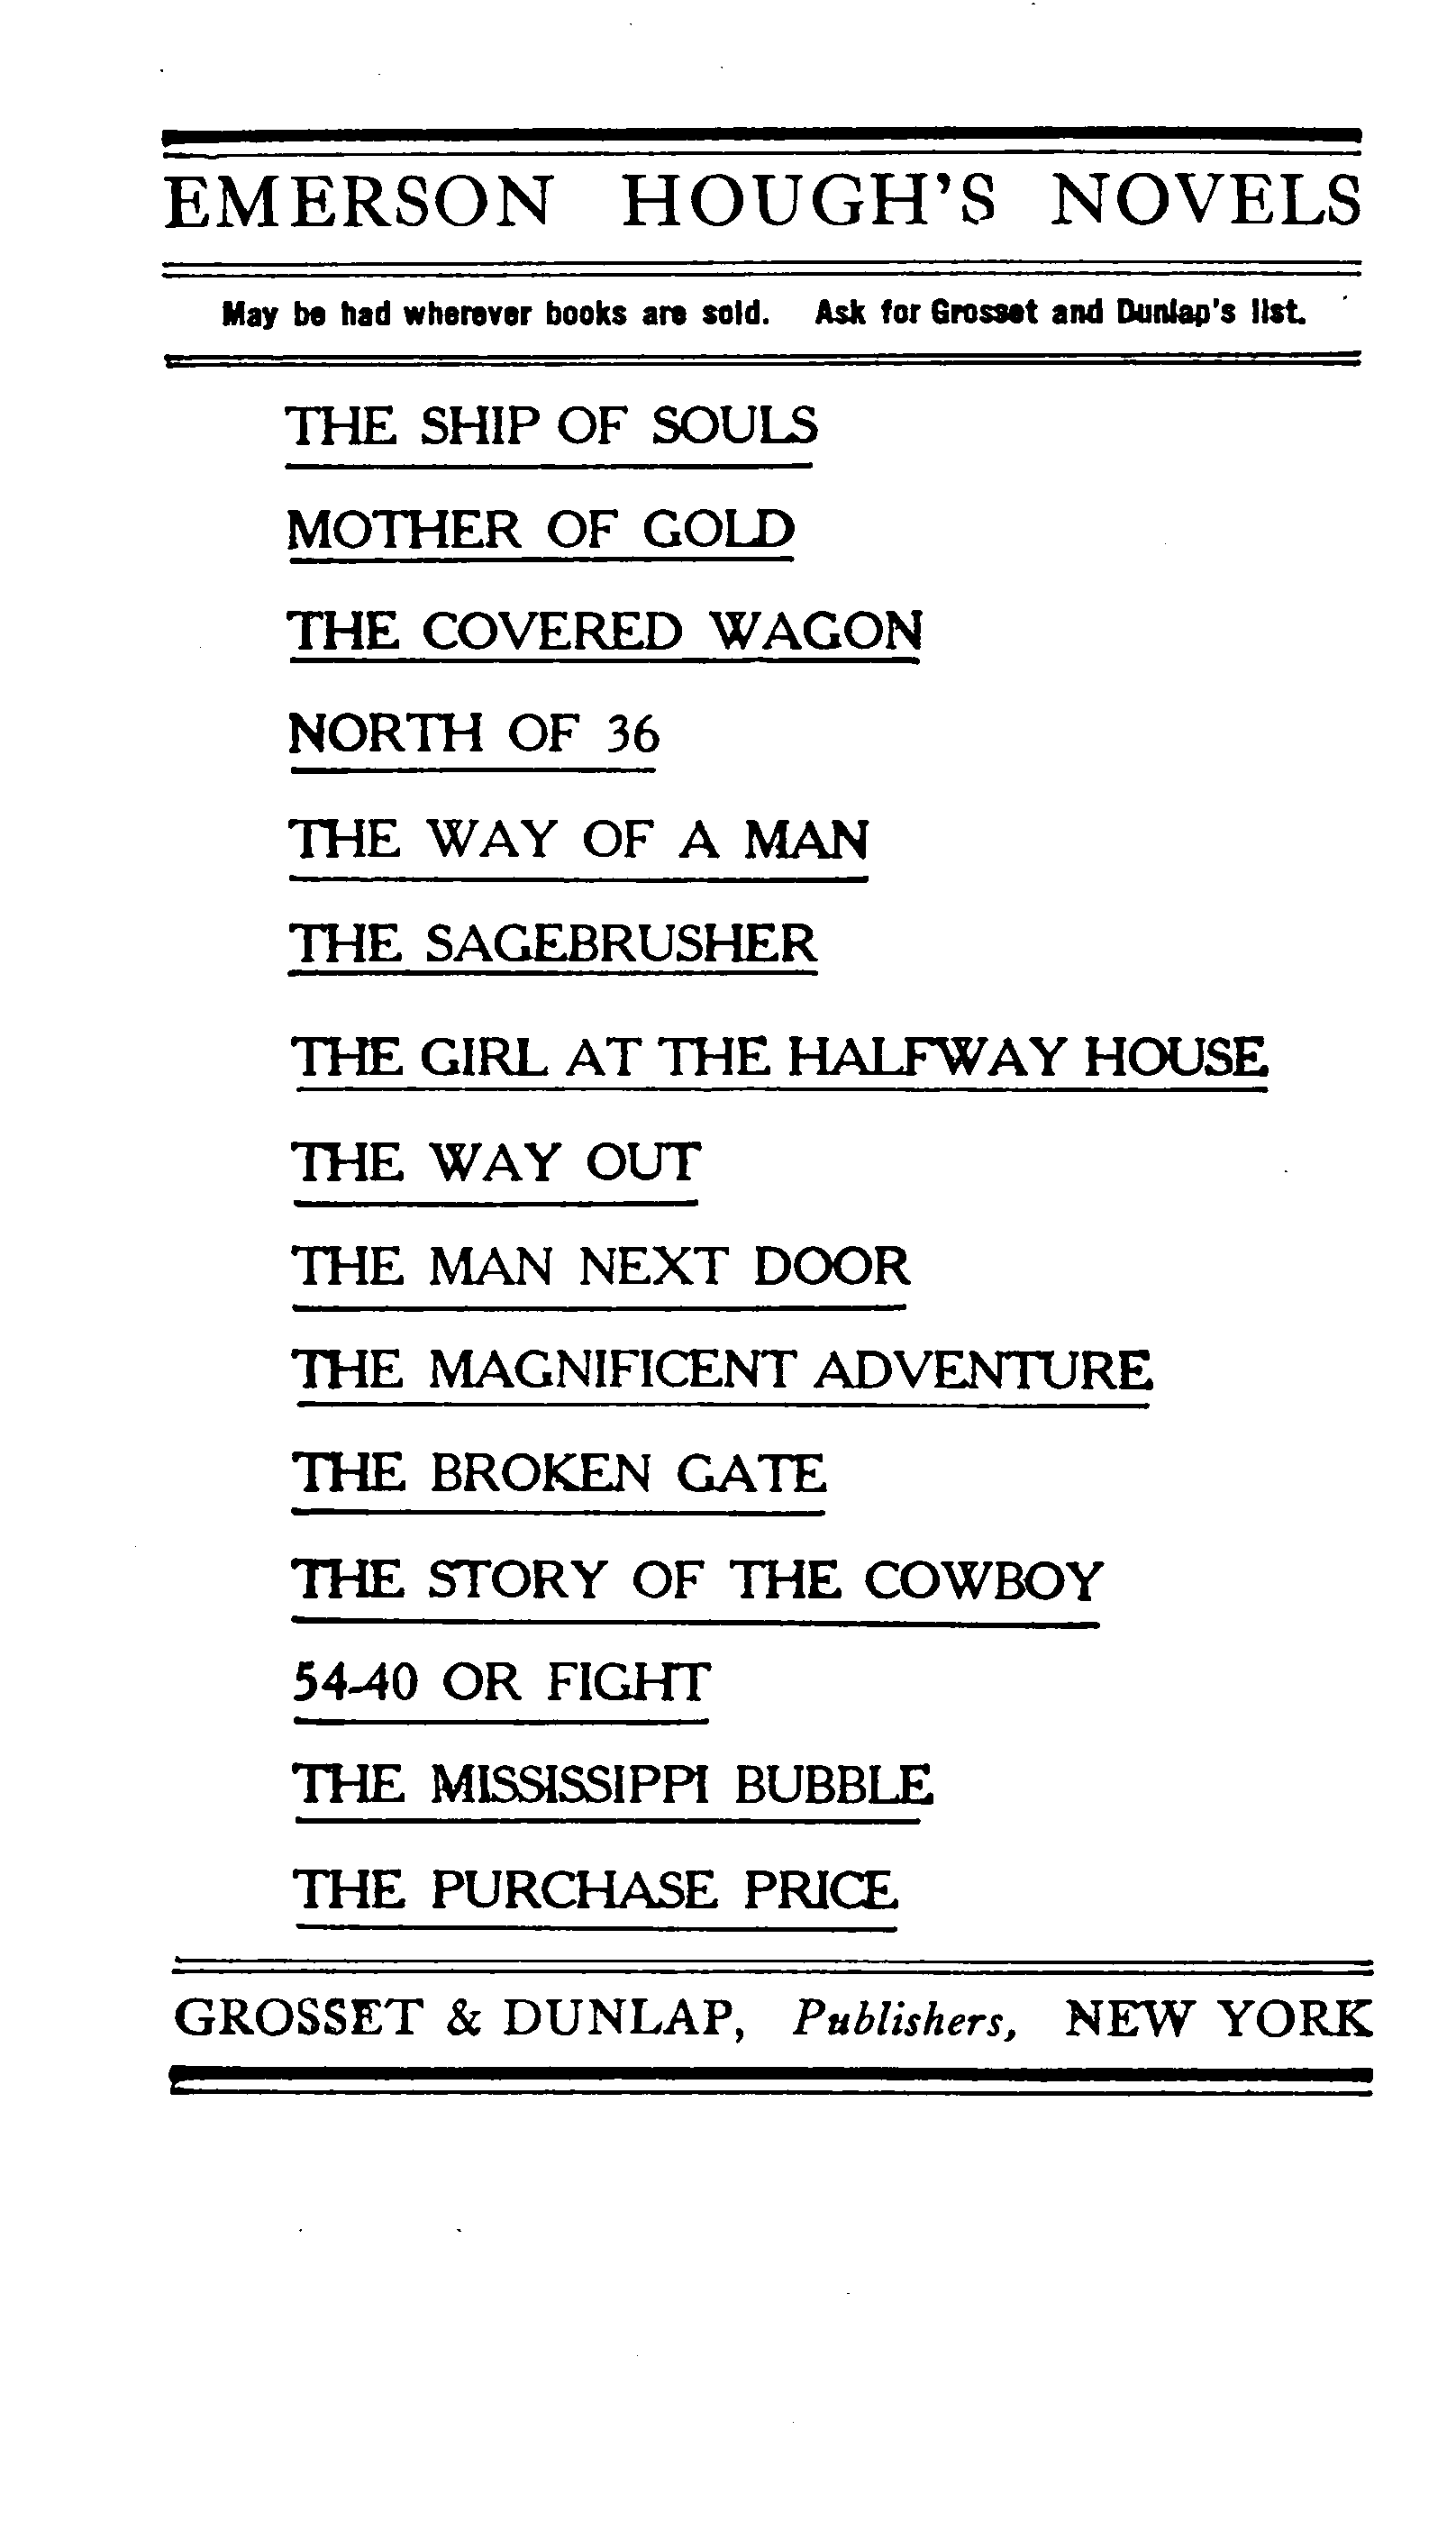 EMERSON HOUGH'S NOVELS
May be had wherever books are sold. Ask for Grosset and Dunlap's list.
THE SHIP OF SOULS
MOTHER OF GOLD
THE COVERED WAGON
NORTH OF 36
THE WAY OF A MAN
THE SAGEBRUSHER
THE GIRL AT THE HALFWAY HOUSE
THE WAY OUT
THE MAN NEXT DOOR
THE MAGNIFICENT ADVENTURE
THE BROKEN GATE
THE STORY OF THE COWBOY
54-40 OR FIGHT
THE MISSISSIPPI BUBBLE
THE PURCHASE PRICE
GROSSET & DUNLAP, Publishers, NEW YORK